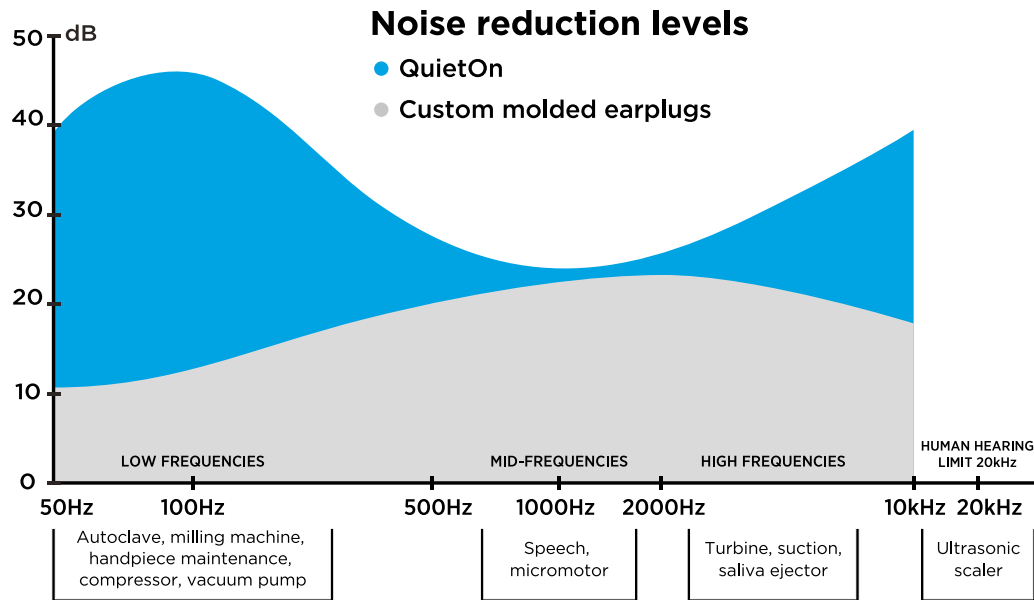 Noise reduction levels
QuietOn
Custom molded earplugs
dB
50
40
30
20
10
0
LOW FREQUENCIES
MID-FREQUENCIES
HIGH FREQUENCIES
HUMAN HEARING
LIMIT 20kHz
50Hz
100Hz
500Hz
1000Hz
2000Hz
10kHz
20kHz
Autoclave, milling machine,
handpiece maintenance,
compressor, vacuum pump
Speech,
micromotor
Turbine, suction,
saliva ejector
Ultrasonic
scaler